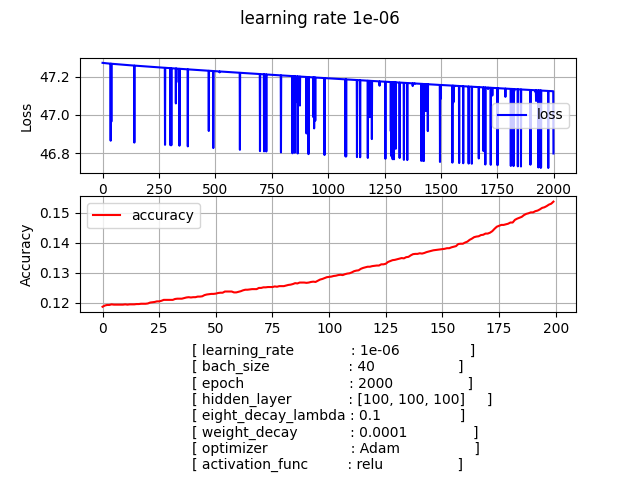 learning rate 1e-06
Loss
47.2
47.0
46.8
loss
0 250 500 750 1000 1250 1500 1750 2000
Accuracy
0.15
0.14
0.13
0.12
accuracy
0 25 50 75 100 125 150 175 200
[ learning_rate : 1e-06 ]
[ bach_size : 40 ]
[ epoch : 2000 ]
[ hidden_layer : [100, 100, 100] ]
[ eight_decay_lambda : 0.1 ]
[ weight_decay : 0.0001 ]
[ optimizer : Adam ]
[ activation_func : relu ]